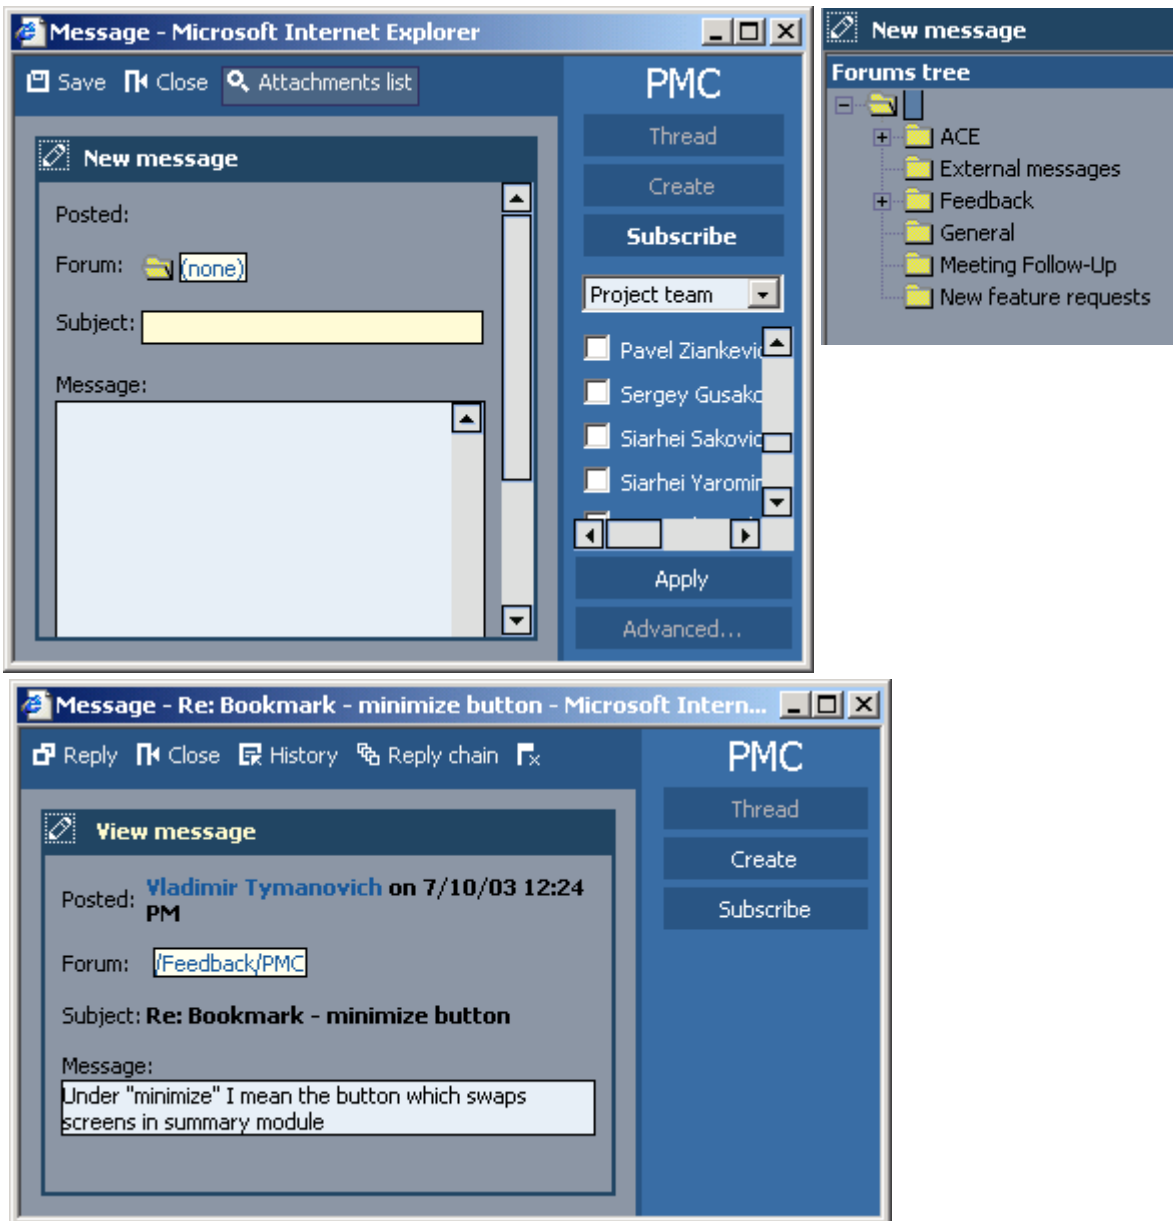 Message - Microsoft Internet Explorer
Save Close Attachments list
PMC
New message
Posted:
Forum: (none)
Subject:
Message:
Thread
Create
Subscribe
Project team
Pavel
Sergey
Siarhei
Siarhei
Apply
Advanced...
New message
Forums tree
ACE
External messages
Feedback
General
Meeting Follow-Up
New feature requests
Message - Re: Bookmark - minimize button - Microsoft Intern...
Reply Close History Reply chain
PMC
View message
Posted: Vladimir Tymanovich on 7/10/03 12:24
PM
Forum: /Feedback/PMC
Subject: Re: Bookmark - minimize button
Message:
Under "minimize" I mean the button which swaps
screens in summary module
Thread
Create
Subscribe